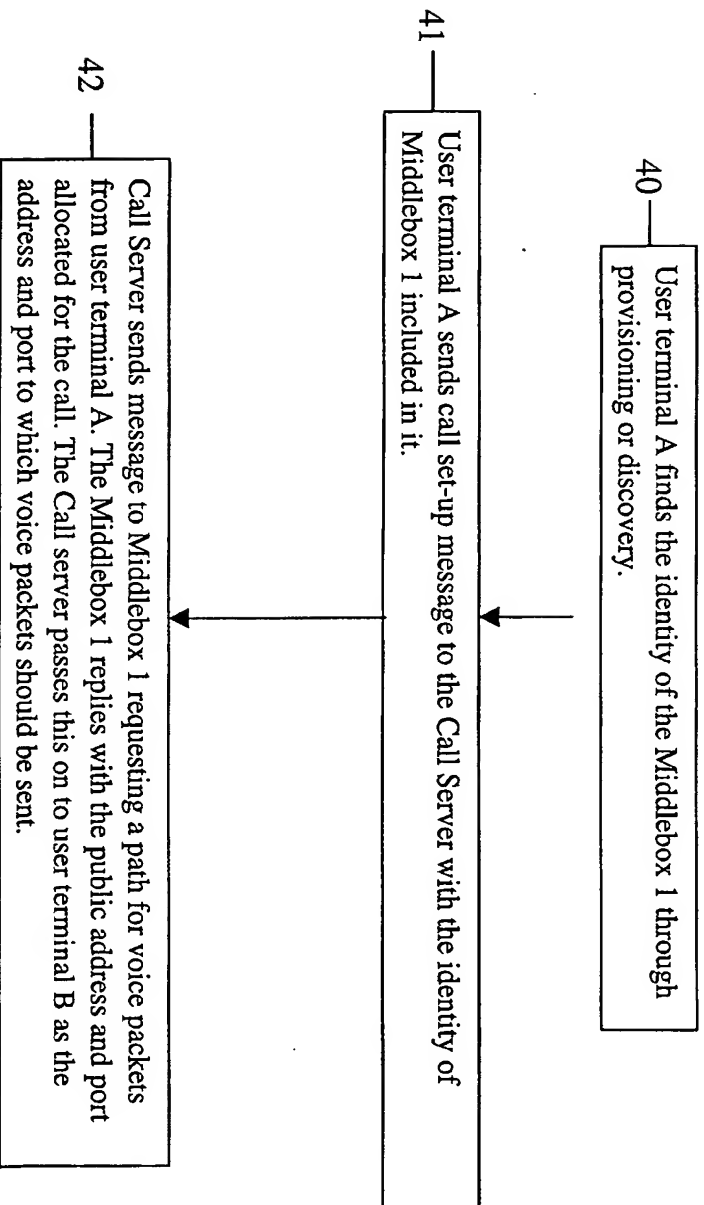 40
User terminal A finds the identity of the Middlebox 1 through
provisioning or discovery.
41
User terminal A sends call set-up message to the Call Server with the identity of
Middlebox 1 included in it.
42
Call Server sends message to Middlebox 1 requesting a path for voice packets
from user terminal A. The Middlebox 1 replies with the public address and port
allocated for the call. The Call server passes this on to user terminal B as the
address and port to which voice packets should be sent.